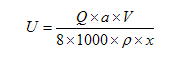 U = Q×a×V / 8×1000×ρ×x